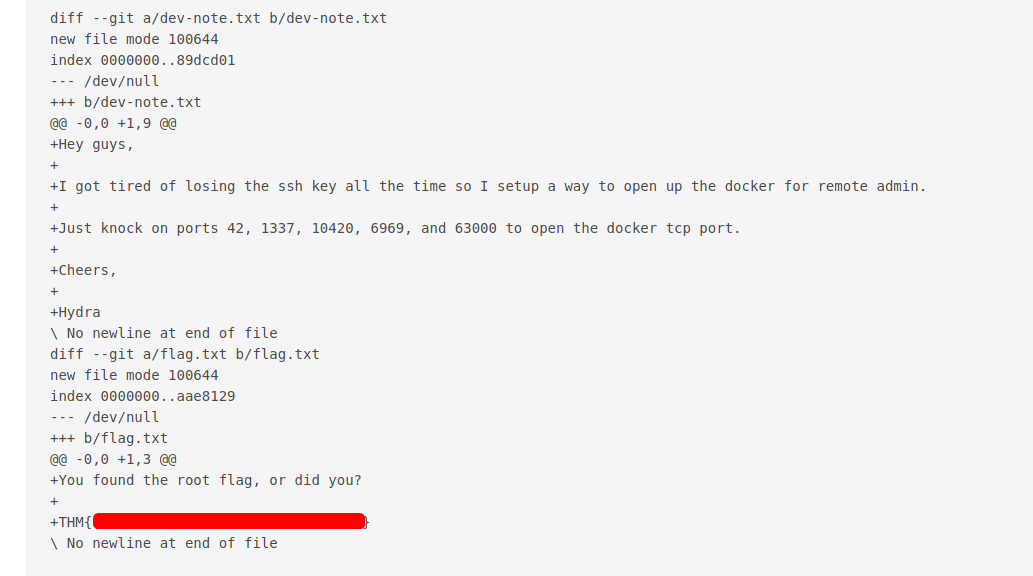 diff --git a/dev-note.txt b/dev-note.txt
new file mode 100644
index 0000000..89dcd01
--- /dev/null
+++ b/dev-note.txt
@@ -0,0 +1,9 @@
+Hey guys,
+
+I got tired of losing the ssh key all the time so I setup a way to open up the docker for remote admin.
+
+Just knock on ports 42, 1337, 10420, 6969, and 63000 to open the docker tcp port.
+
+Cheers,
+
+Hydra
\ No newline at end of file
diff --git a/flag.txt b/flag.txt
new file mode 100644
index 0000000..aae8129
--- /dev/null
+++ b/flag.txt
@@ -0,0 +1,3 @@
+You found the root flag, or did you?
+
+THM{}
\ No newline at end of file